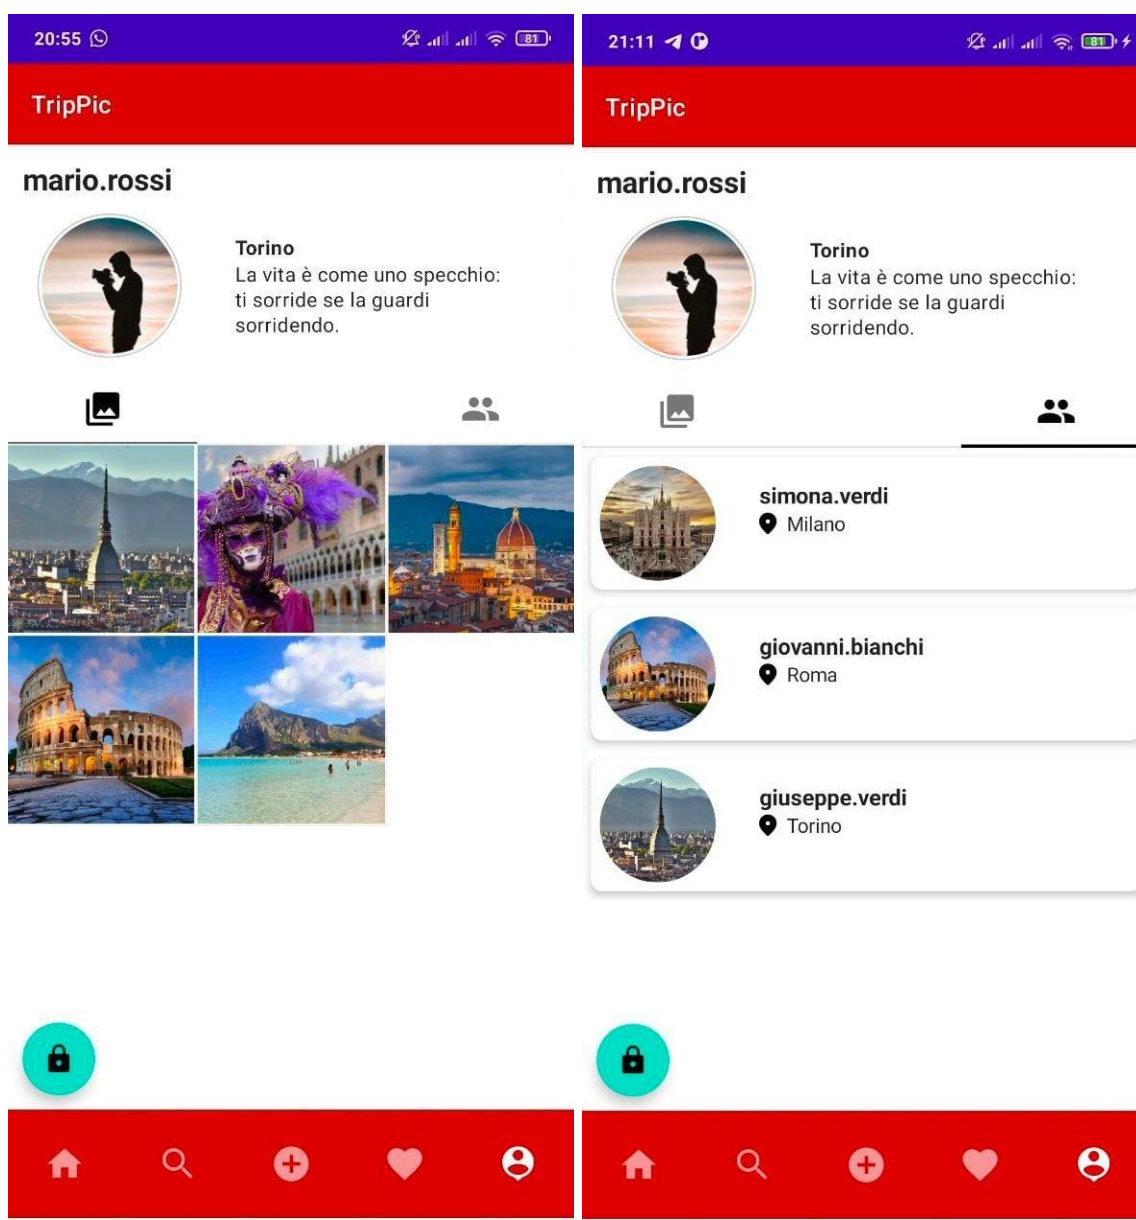 20:55
81
TripPic
mario.rossi
Torino
La vita è come uno specchio:
ti sorride se la guardi
sorridendo.
21:11
81
TripPic
mario.rossi
Torino
La vita è come uno specchio:
ti sorride se la guardi
sorridendo.
simona.verdi
Milano
giovanni.bianchi
Roma
giuseppe.verdi
Torino